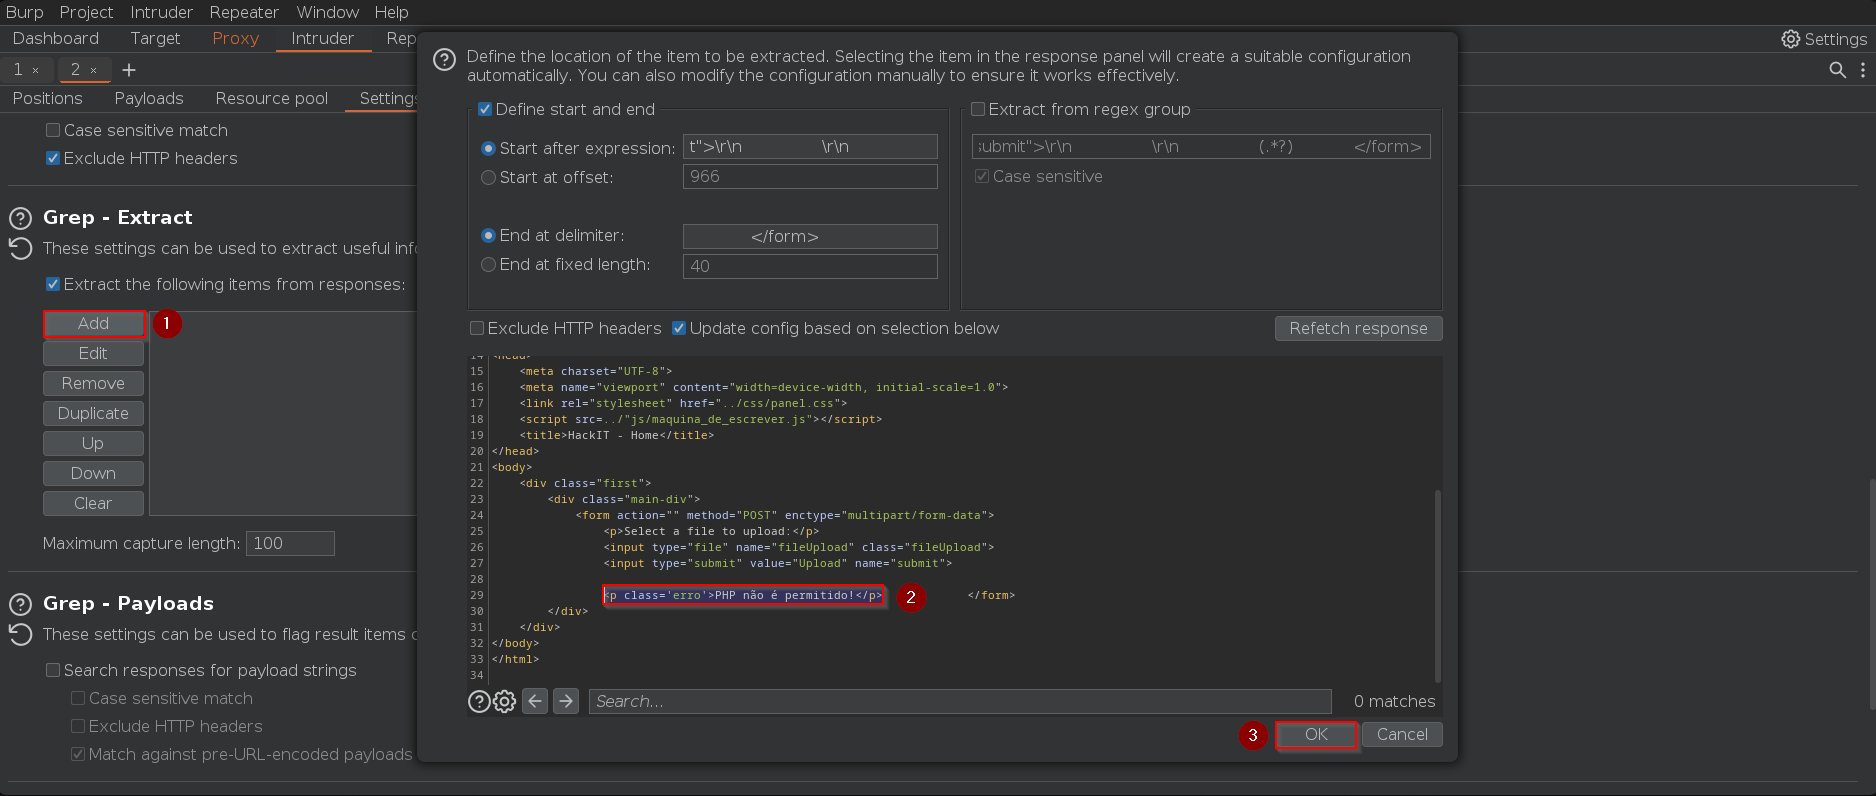 Burp Project Intruder Repeater Window Help
Dashboard Target Proxy Intruder Rep Settings
1 × 2 × +
Positions Payloads Resource pool Settings
Case sensitive match
Exclude HTTP headers
Grep - Extract
These settings can be used to extract useful info
Extract the following items from responses:
Add 1
Edit
Remove
Duplicate
Up
Down
Clear
Maximum capture length: 100
Grep - Payloads
These settings can be used to flag result items
Search responses for payload strings
Case sensitive match
Exclude HTTP headers
Match against pre-URL-encoded payloads
Define the location of the item to be extracted. Selecting the item in the response panel will create a suitable configuration
automatically. You can also modify the configuration manually to ensure it works effectively.
Define start and end
Start after expression: t">\r\n \r\n
Start at offset: 966
End at delimiter: </form>
End at fixed length: 40
Extract from regex group
submit">\r\n \r\n (.*?) </form>
Case sensitive
Exclude HTTP headers Update config based on selection below Refetch response
14 <head>
15 <meta charset="UTF-8">
16 <meta name="viewport" content="width=device-width, initial-scale=1.0">
17 <link rel="stylesheet" href="../css/panel.css">
18 <script src=../"js/maquina_de_escrever.js"></script>
19 <title>HackIT - Home</title>
20 </head>
21 <body>
22 <div class="first">
23 <div class="main-div">
24 <form action="" method="POST" enctype="multipart/form-data">
25 <p>Select a file to upload:</p>
26 <input type="file" name="fileUpload" class="fileUpload">
27 <input type="submit" value="Upload" name="submit">
28
29 <p class='erro'>PHP não é permitido!</p> 2 </form>
30 </div>
31 </div>
32 </body>
33 </html>
34
Search... 0 matches
3 OK Cancel